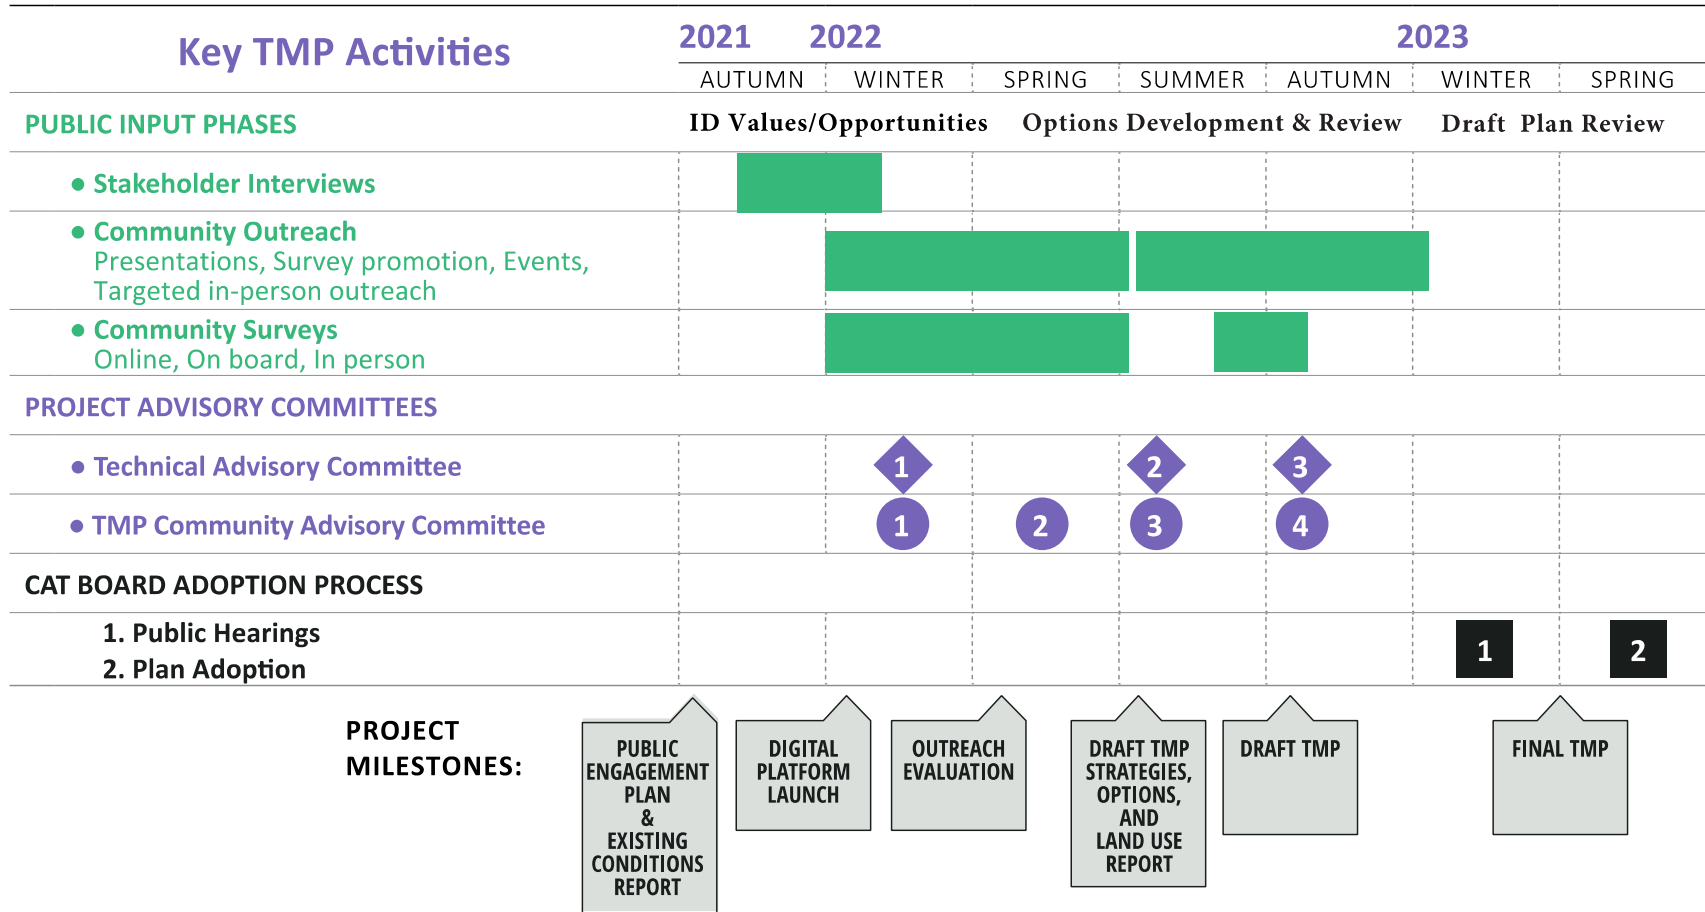 Key TMP Activities
2021 2022 2023
AUTUMN WINTER SPRING SUMMER AUTUMN WINTER SPRING
PUBLIC INPUT PHASES
ID Values/Opportunities Options Development & Review Draft Plan Review
• Stakeholder Interviews
• Community Outreach
Presentations, Survey promotion, Events,
Targeted in-person outreach
• Community Surveys
Online, On board, In person
PROJECT ADVISORY COMMITTEES
• Technical Advisory Committee
1 2 3
• TMP Community Advisory Committee
1 2 3 4
CAT BOARD ADOPTION PROCESS
1. Public Hearings
2. Plan Adoption
1 2
PROJECT
MILESTONES:
PUBLIC
ENGAGEMENT
PLAN
&
EXISTING
CONDITIONS
REPORT
DIGITAL
PLATFORM
LAUNCH
OUTREACH
EVALUATION
DRAFT TMP
STRATEGIES,
OPTIONS,
AND
LAND USE
REPORT
DRAFT TMP
FINAL TMP